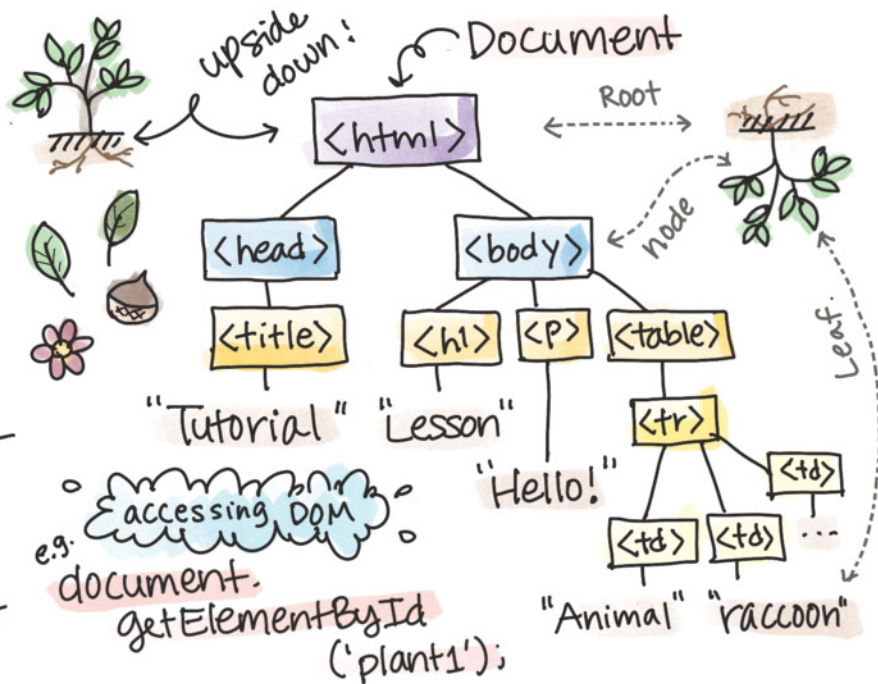 upside
down!
Document
<html>
Root
node
Leaf.
<head>
<body>
<title>
<h1>
<p>
<table>
"Tutorial"
"Lesson"
"Hello!"
<tr>
<td>
<td>
<td>
...
"Animal"
"raccoon"
accessing DOM
e.g.
document.
getElementById
('plant1');